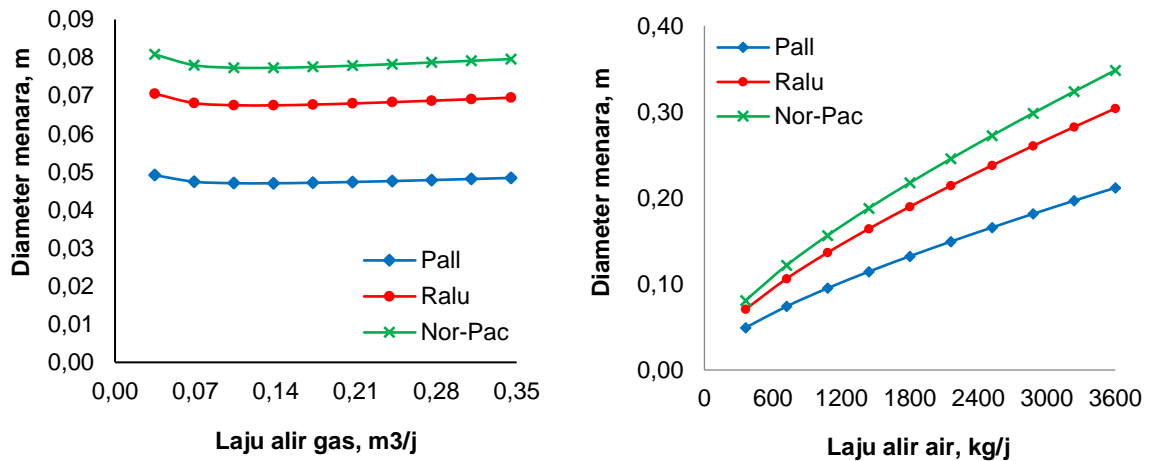 Diameter menara, m
0,09
0,08
0,07
0,06
0,05
0,04
0,03
0,02
0,01
0,00
Pall
Ralu
Nor-Pac
0,00 0,07 0,14 0,21 0,28 0,35
Laju alir gas, m3/j
Diameter menara, m
0,40
0,30
0,20
0,10
0,00
Pall
Ralu
Nor-Pac
0 600 1200 1800 2400 3000 3600
Laju alir air, kg/j